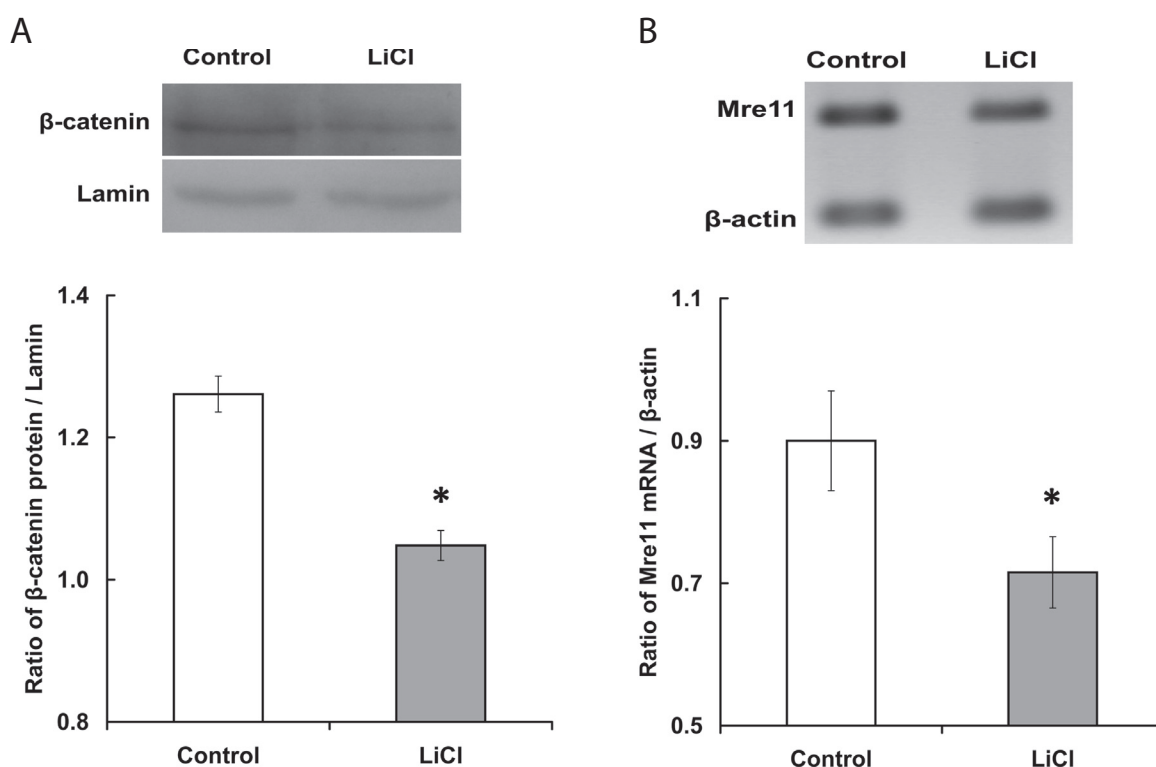 A
Control LiCl
β-catenin
Lamin
1.4
1.2
1.0
0.8
Ratio of β-catenin protein / Lamin
*
Control LiCl
B
Control LiCl
Mre11
β-actin
1.1
0.9
0.7
0.5
Ratio of Mre11 mRNA / β-actin
*
Control LiCl